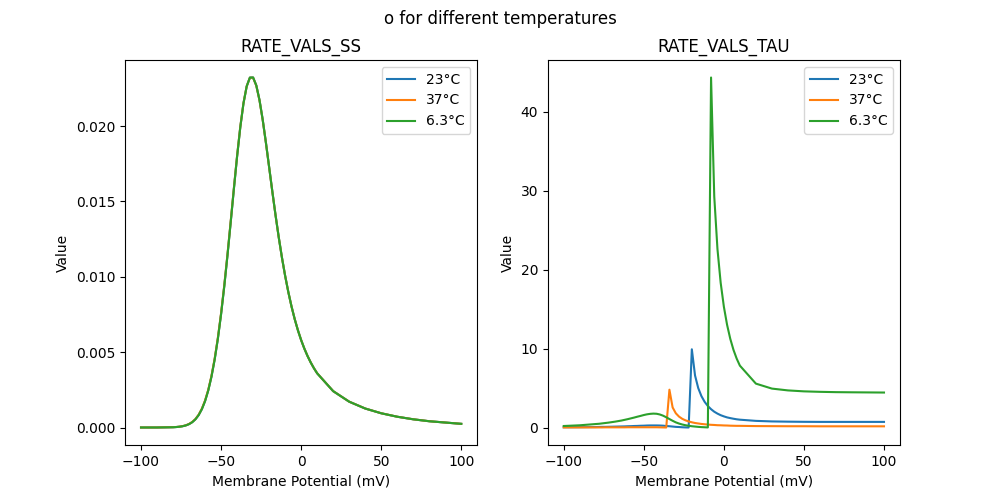 o for different temperatures
RATE_VALS_SS
RATE_VALS_TAU
Value
0.020
0.015
0.010
0.005
0.000
−100
−50
0
50
100
Membrane Potential (mV)
23°C
37°C
6.3°C
Value
40
30
20
10
0
−100
−50
0
50
100
Membrane Potential (mV)
23°C
37°C
6.3°C